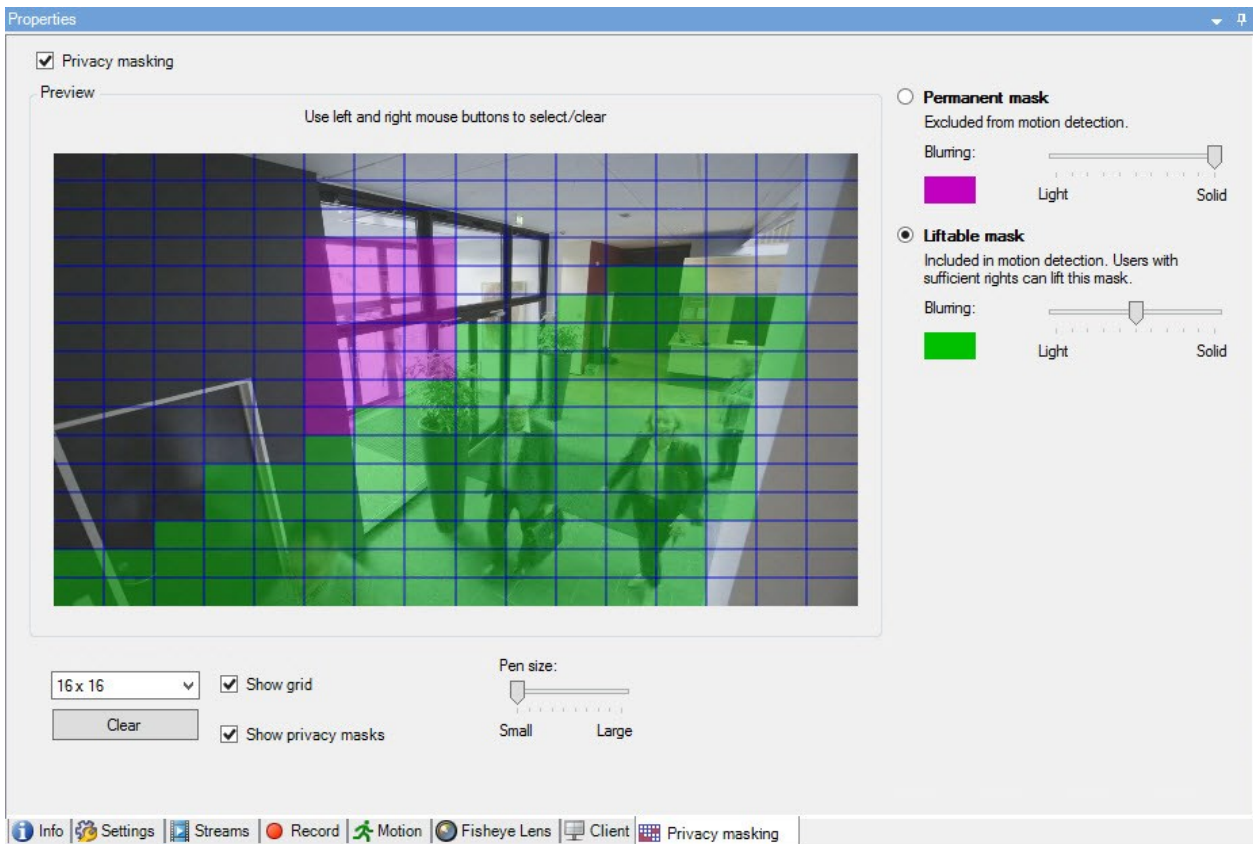 Properties
Privacy masking
Preview
Use left and right mouse buttons to select/clear
Permanent mask
Excluded from motion detection.
Blurring:
Light Solid
Liftable mask
Included in motion detection. Users with
sufficient rights can lift this mask.
Blurring:
Light Solid
16 x 16
Show grid
Clear
Show privacy masks
Pen size:
Small Large
Info Settings Streams Record Motion Fisheye Lens Client Privacy masking